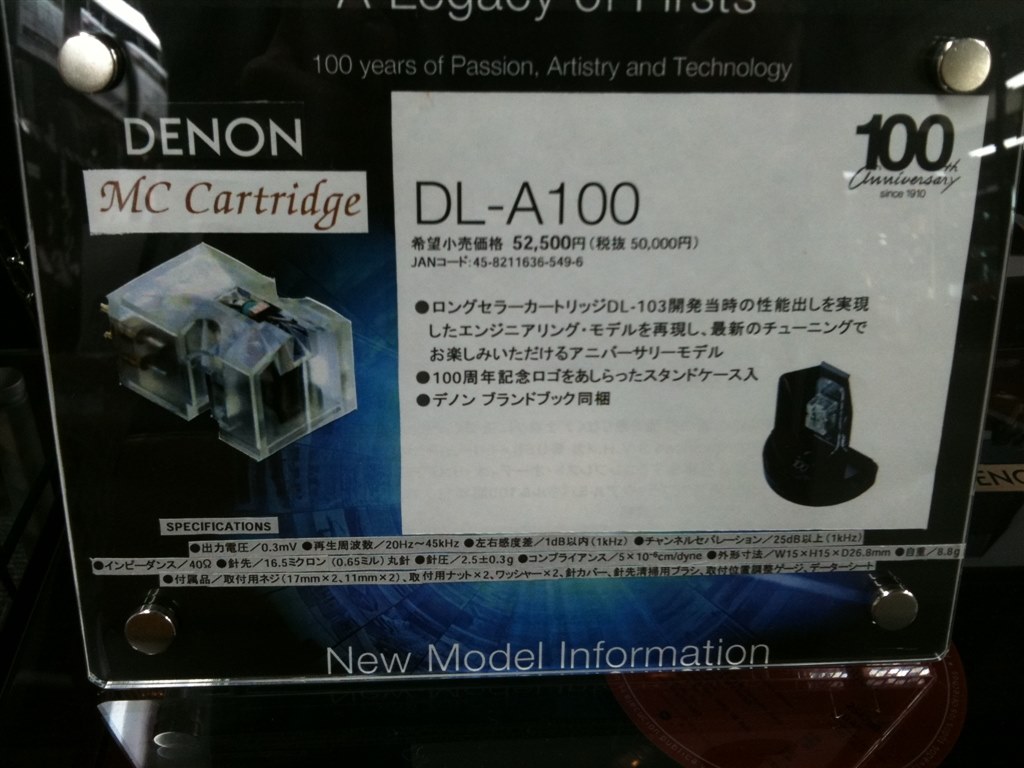 A Legacy of Firsts
100 years of Passion, Artistry and Technology
DENON
MC Cartridge
100th
Anniversary
since 1910
DL-A100
希望小売価格 52,500円(税抜 50,000円)
JANコード:45-8211636-549-6
●ロングセラーカートリッジDL-103開発当時の性能出しを実現
したエンジニアリング・モデルを再現し、最新のチューニングで
お楽しみいただけるアニバーサリーモデル
●100周年記念ロゴをあしらったスタンドケース入
●デノン ブランドブック同梱
SPECIFICATIONS
●出力電圧/0.3mV ●再生周波数/20Hz~45kHz ●左右感度差/1dB以内(1kHz) ●チャンネルセパレーション/25dB以上(1kHz)
●インピーダンス/40Ω ●針先/16.5ミクロン(0.65ミル)丸針 ●針圧/2.5±0.3g ●コンプライアンス/5×10⁻⁶cm/dyne ●外形寸法/W15×H15×D26.8mm ●自重/8.8g
●付属品/取付用ネジ(17mm×2、11mm×2)、取付用ナット×2、ワッシャー×2、針カバー、針先清掃用ブラシ、取付位置調整ゲージ、データーシート
New Model Information